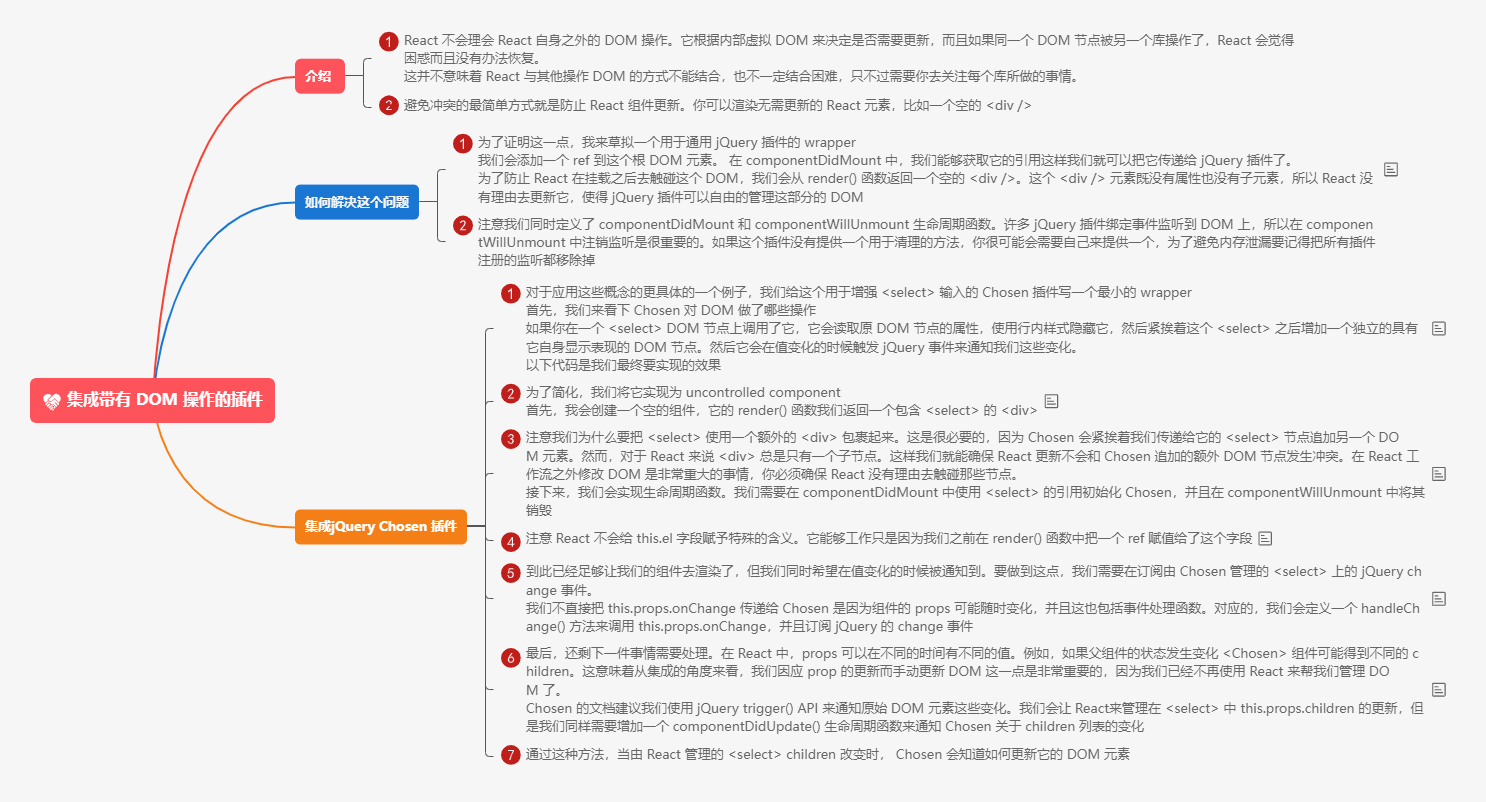 集成带有 DOM 操作的插件
介绍
1
React 不会理会 React 自身之外的 DOM 操作。它根据内部虚拟 DOM 来决定是否需要更新，而且如果同一个 DOM 节点被另一个库操作了，React 会觉得
困惑而且没有办法恢复。
这并不意味着 React 与其他操作 DOM 的方式不能结合，也不一定结合困难，只不过需要你去关注每个库所做的事情。
2
避免冲突的最简单方式就是防止 React 组件更新。你可以渲染无需更新的 React 元素，比如一个空的 <div />
如何解决这个问题
1
为了证明这一点，我来草拟一个用于通用 jQuery 插件的 wrapper
我们会添加一个 ref 到这个根 DOM 元素。 在 componentDidMount 中，我们能够获取它的引用这样我们就可以把它传递给 jQuery 插件了。
为了防止 React 在挂载之后去触碰这个 DOM，我们会从 render() 函数返回一个空的 <div />。这个 <div /> 元素既没有属性也没有子元素，所以 React 没
有理由去更新它，使得 jQuery 插件可以自由的管理这部分的 DOM
2
注意我们同时定义了 componentDidMount 和 componentWillUnmount 生命周期函数。许多 jQuery 插件绑定事件监听到 DOM 上，所以在 componen
tWillUnmount 中注销监听是很重要的。如果这个插件没有提供一个用于清理的方法，你很可能会需要自己来提供一个，为了避免内存泄漏要记得把所有插件
注册的监听都移除掉
集成jQuery Chosen 插件
1
对于应用这些概念的更具体的一个例子，我们给这个用于增强 <select> 输入的 Chosen 插件写一个最小的 wrapper
首先，我们来看下 Chosen 对 DOM 做了哪些操作
如果你在一个 <select> DOM 节点上调用了它，它会读取原 DOM 节点的属性，使用行内样式隐藏它，然后紧挨着这个 <select> 之后增加一个独立的具有
它自身显示表现的 DOM 节点。然后它会在值变化的时候触发 jQuery 事件来通知我们这些变化。
以下代码是我们最终要实现的效果
2
为了简化，我们将它实现为 uncontrolled component
首先，我会创建一个空的组件，它的 render() 函数我们返回一个包含 <select> 的 <div>
3
注意我们为什么要把 <select> 使用一个额外的 <div> 包裹起来。这是很必要的，因为 Chosen 会紧挨着我们传递给它的 <select> 节点追加另一个 DO
M 元素。然而，对于 React 来说 <div> 总是只有一个子节点。这样我们就能确保 React 更新不会和 Chosen 追加的额外 DOM 节点发生冲突。在 React 工
作流之外修改 DOM 是非常重大的事情，你必须确保 React 没有理由去触碰那些节点。
接下来，我们会实现生命周期函数。我们需要在 componentDidMount 中使用 <select> 的引用初始化 Chosen，并且在 componentWillUnmount 中将其
销毁
4
注意 React 不会给 this.el 字段赋予特殊的含义。它能够工作只是因为我们之前在 render() 函数中把一个 ref 赋值给了这个字段
5
到此已经足够让我们的组件去渲染了，但我们同时希望在值变化的时候被通知到。要做到这点，我们需要在订阅由 Chosen 管理的 <select> 上的 jQuery ch
ange 事件。
我们不直接把 this.props.onChange 传递给 Chosen 是因为组件的 props 可能随时变化，并且这也包括事件处理函数。对应的，我们会定义一个 handleCh
ange() 方法来调用 this.props.onChange，并且订阅 jQuery 的 change 事件
6
最后，还剩下一件事情需要处理。在 React 中，props 可以在不同的时间有不同的值。例如，如果父组件的状态发生变化 <Chosen> 组件可能得到不同的 c
hildren。这意味着从集成的角度来看，我们因应 prop 的更新而手动更新 DOM 这一点是非常重要的，因为我们已经不再使用 React 来帮我们管理 DO
M 了。
Chosen 的文档建议我们使用 jQuery trigger() API 来通知原始 DOM 元素这些变化。我们会让 React来管理在 <select> 中 this.props.children 的更新，但
是我们同样需要增加一个 componentDidUpdate() 生命周期函数来通知 Chosen 关于 children 列表的变化
7
通过这种方法，当由 React 管理的 <select> children 改变时， Chosen 会知道如何更新它的 DOM 元素